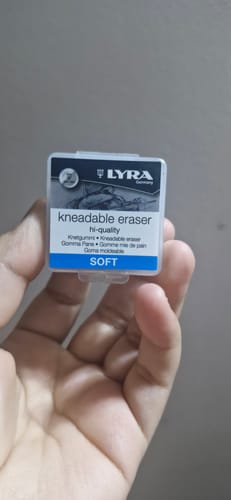 LYRA
Germany
kneadable eraser
hi-quality
Knetgummi • Kneadable eraser
Gomma Pane • Gomme mie de pain
Goma moldeable
SOFT